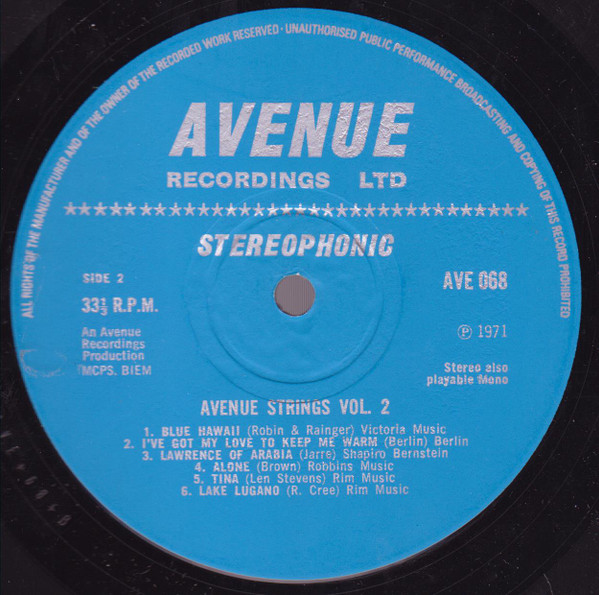 ALL RIGHTS OF THE MANUFACTURER AND OF THE OWNER OF THE RECORDED WORK RESERVED · UNAUTHORISED PUBLIC PERFORMANCE BROADCASTING AND COPYING OF THIS RECORD PROHIBITED
AVENUE
RECORDINGS LTD
STEREOPHONIC
SIDE 2
33⅓ R.P.M.
An Avenue
Recordings
Production
MCPS. BIEM
AVE 068
Ⓟ 1971
Stereo also
playable Mono
AVENUE STRINGS VOL. 2
1. BLUE HAWAII (Robin & Rainger) Victoria Music
2. I'VE GOT MY LOVE TO KEEP ME WARM (Berlin) Berlin
3. LAWRENCE OF ARABIA (Jarre) Shapiro Bernstein
4. ALONE (Brown) Robbins Music
5. TINA (Len Stevens) Rim Music
6. LAKE LUGANO (R. Cree) Rim Music